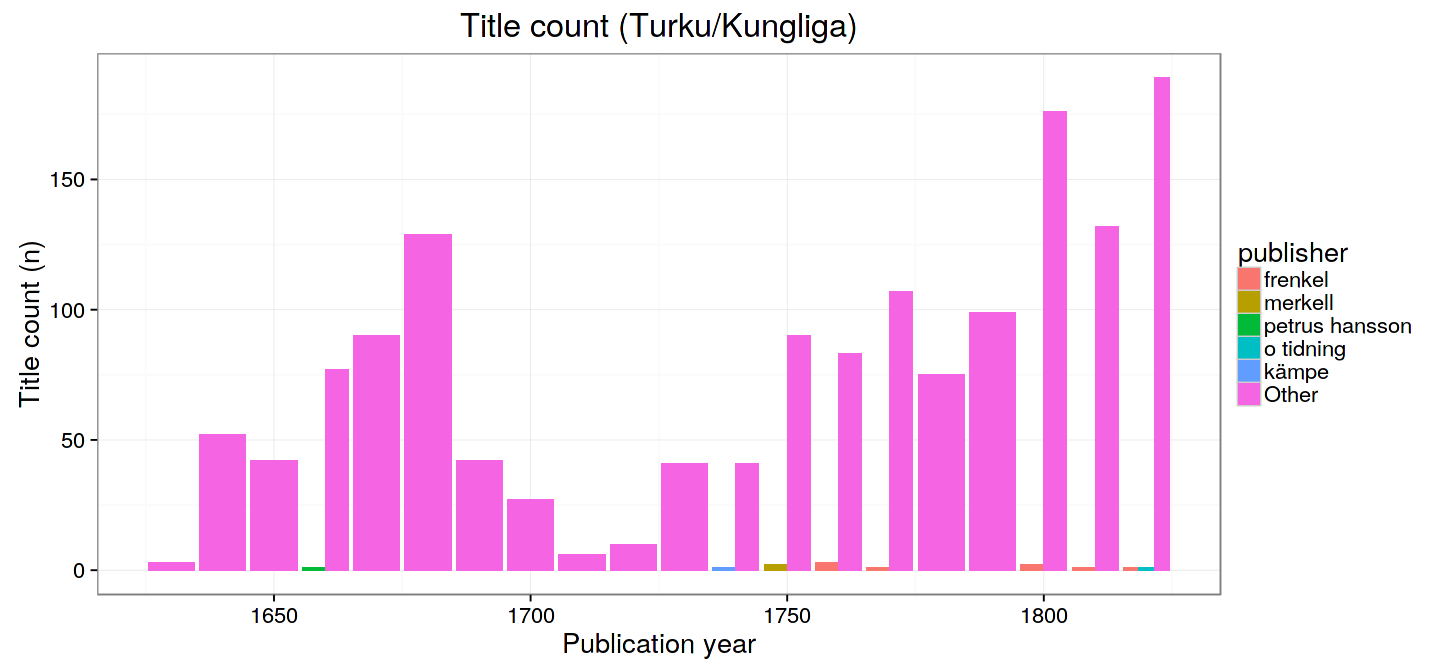 Title count (Turku/Kungliga)
Title count (n)
150
100
50
0
1650 1700 1750 1800
Publication year
publisher
frenkel
merkell
petrus hansson
o tidning
kämpe
Other